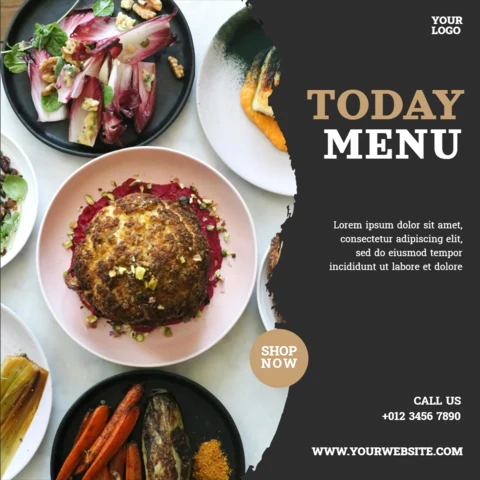 YOUR
LOGO
TODAY
MENU
Lorem ipsum dolor sit amet,
consectetur adipiscing elit,
sed do eiusmod tempor
incididunt ut labore et dolore
SHOP
NOW
CALL US
+012 3456 7890
WWW.YOURWEBSITE.COM